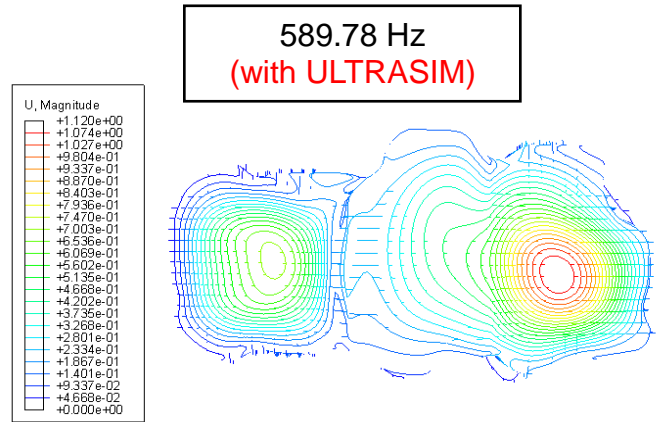 589.78 Hz
(with ULTRASIM)
U, Magnitude
+1.120e+00
+1.074e+00
+1.027e+00
+9.804e-01
+9.337e-01
+8.870e-01
+8.403e-01
+7.936e-01
+7.470e-01
+7.003e-01
+6.536e-01
+6.069e-01
+5.602e-01
+5.135e-01
+4.668e-01
+4.202e-01
+3.735e-01
+3.268e-01
+2.801e-01
+2.334e-01
+1.867e-01
+1.401e-01
+9.337e-02
+4.668e-02
+0.000e+00